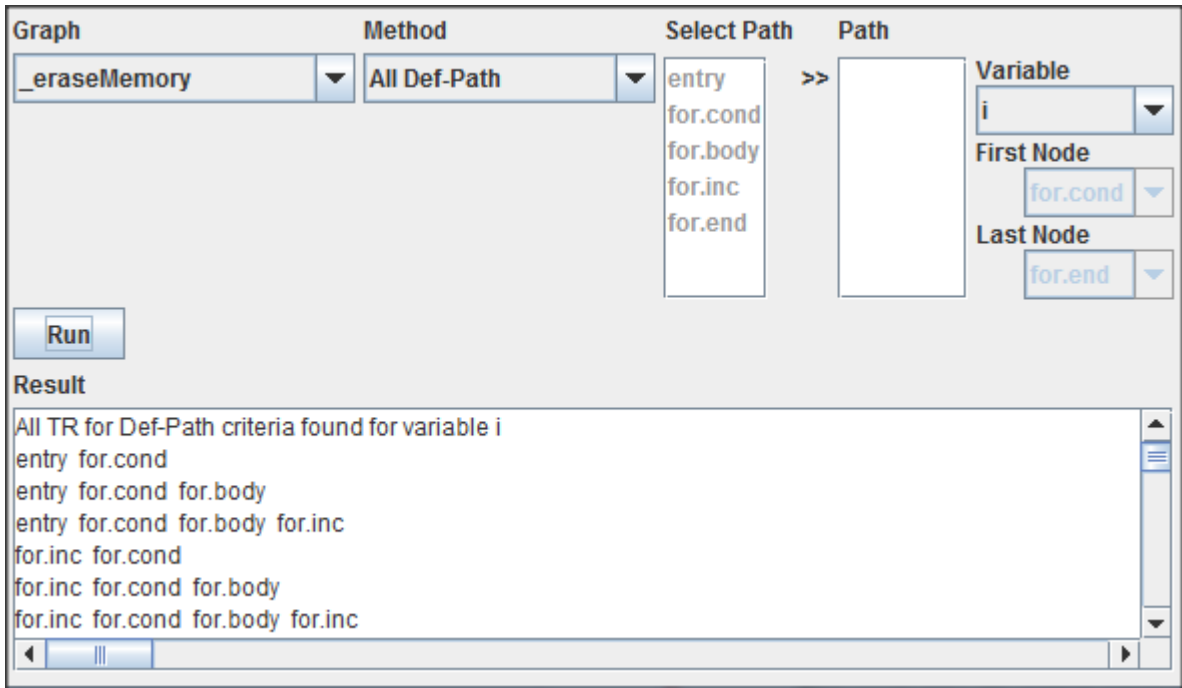 Graph
Method
Select Path
Path
_eraseMemory
All Def-Path
entry
for.cond
for.body
for.inc
for.end
>>
Variable
i
First Node
for.cond
Last Node
for.end
Run
Result
All TR for Def-Path criteria found for variable i
entry for.cond
entry for.cond for.body
entry for.cond for.body for.inc
for.inc for.cond
for.inc for.cond for.body
for.inc for.cond for.body for.inc